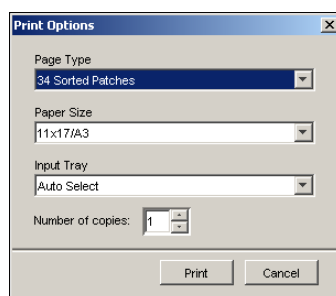 Print Options
Page Type
34 Sorted Patches
Paper Size
11x17/A3
Input Tray
Auto Select
Number of copies: 1
Print Cancel